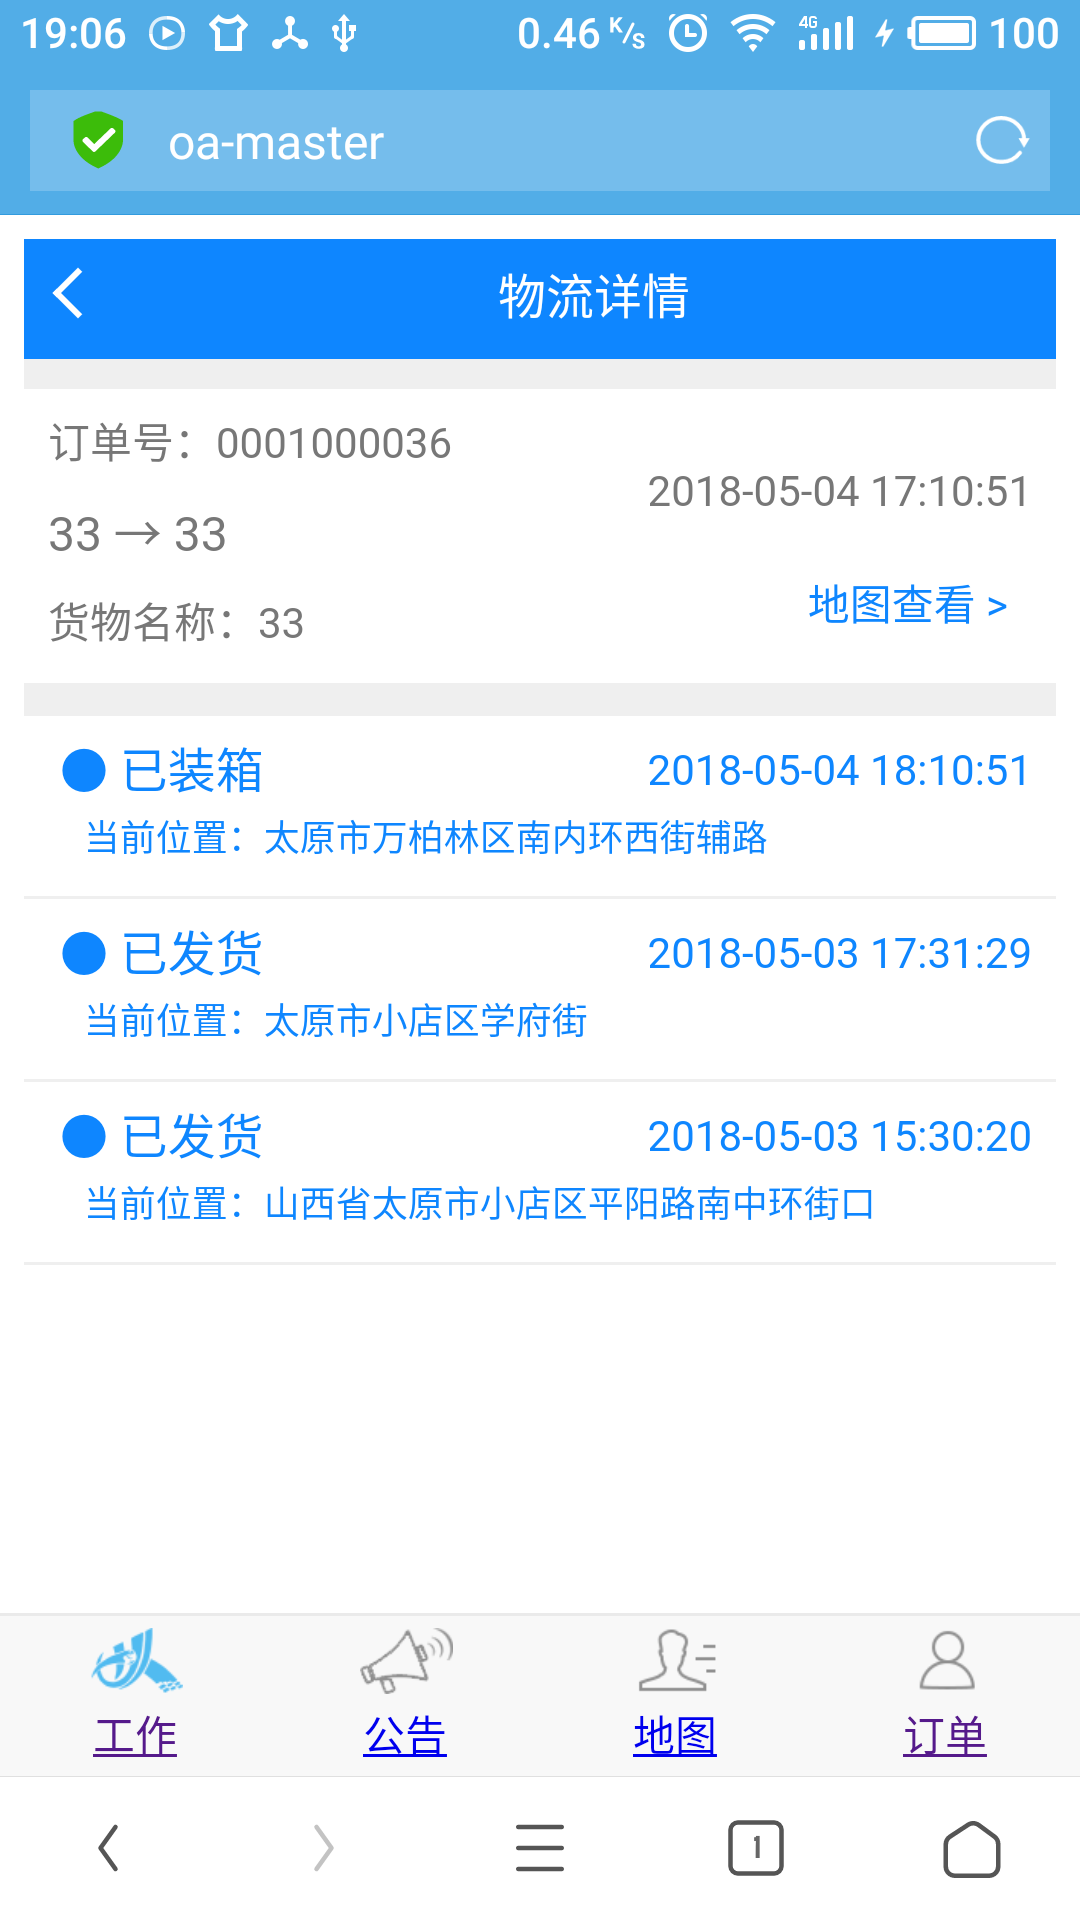 19:06 0.46 K/s 4G 100
oa-master
物流详情
订单号：0001000036
2018-05-04 17:10:51
33 → 33
地图查看 >
货物名称：33
已装箱 2018-05-04 18:10:51
当前位置：太原市万柏林区南内环西街辅路
已发货 2018-05-03 17:31:29
当前位置：太原市小店区学府街
已发货 2018-05-03 15:30:20
当前位置：山西省太原市小店区平阳路南中环街口
工作 公告 地图 订单
1